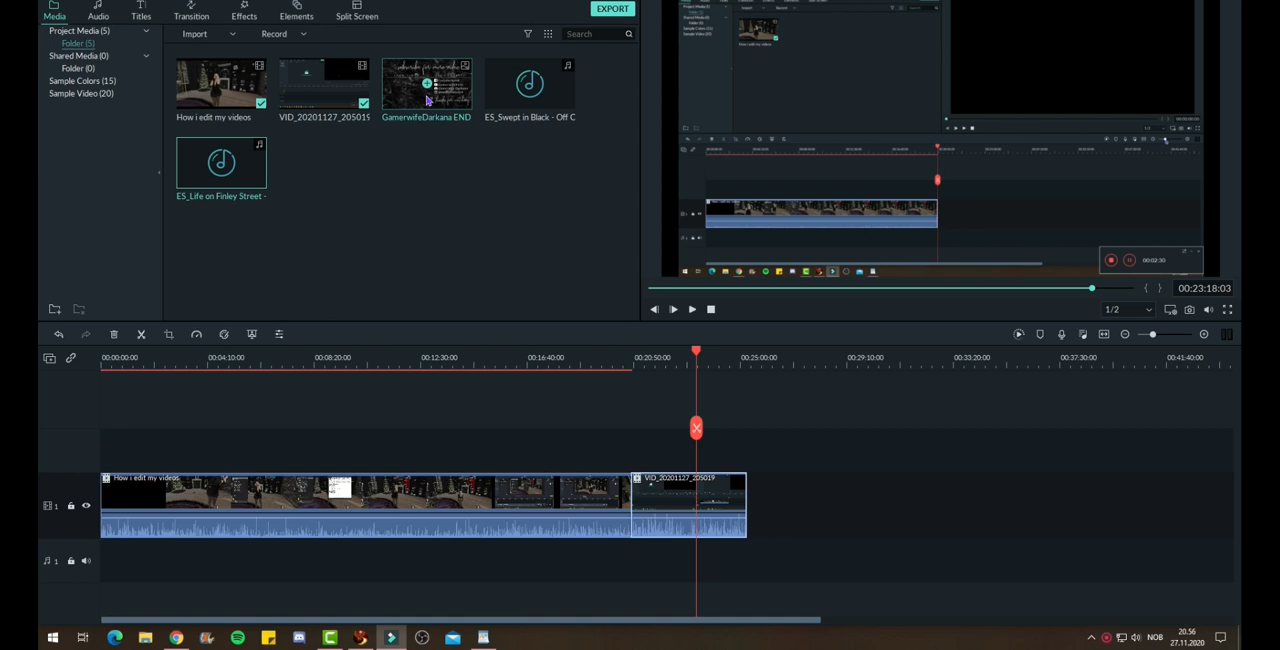 Media Audio Titles Transition Effects Elements Split Screen EXPORT
Project Media (5)
Folder (5)
Shared Media (0)
Folder (0)
Sample Colors (15)
Sample Video (20)
Import Record Search
How i edit my videos VID_20201127_205019 GamerwifeDarkana END ES_Swept in Black - Off C
ES_Life on Finley Street -
00:02:30
00:23:18:03
1/2
00:00:00:00 00:04:10:00 00:08:20:00 00:12:30:00 00:16:40:00 00:20:50:00 00:25:00:00 00:29:10:00 00:33:20:00 00:37:30:00 00:41:40:00
How i edit my videos VID_20201127_205019
1
1
NOB
20.56
27.11.2020